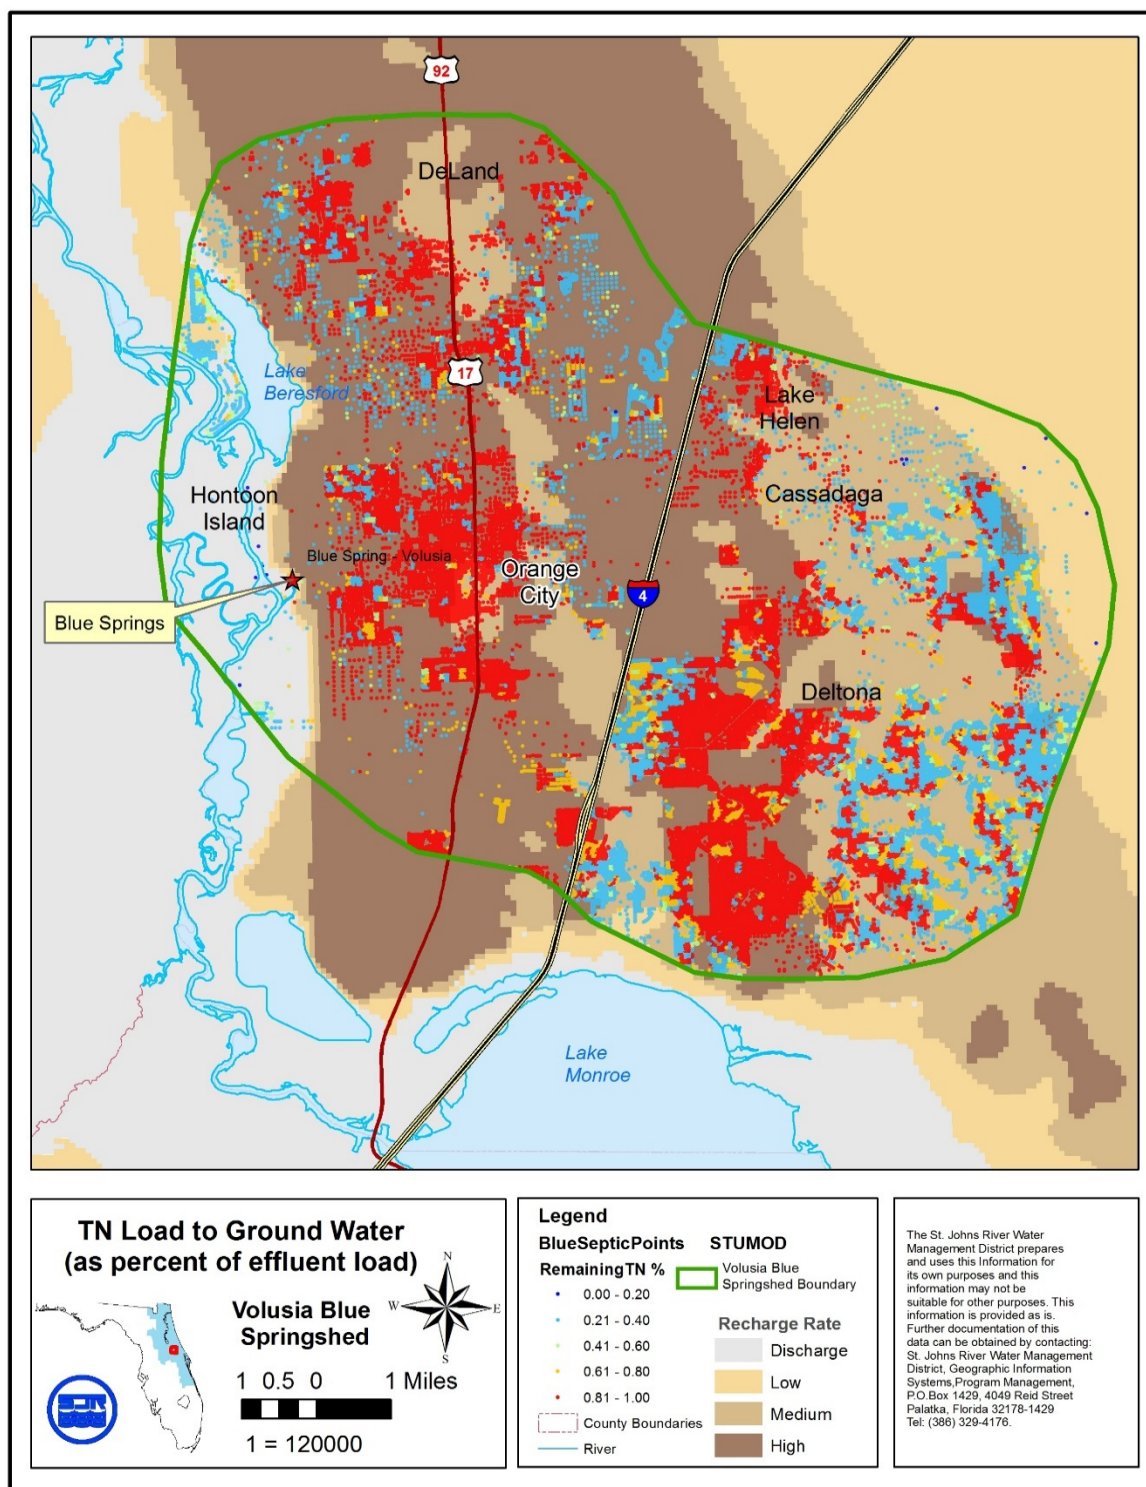 92
DeLand
17
Lake
Beresford
Lake
Helen
Cassadaga
Hontoon
Island
Blue Spring - Volusia
Orange
City
4
Blue Springs
Deltona
Lake
Monroe
TN Load to Ground Water
(as percent of effluent load)
Volusia Blue
Springshed
N
W
E
S
1 0.5 0 1 Miles
1 = 120000
SJR
Legend
BlueSepticPoints
RemainingTN %
0.00 - 0.20
0.21 - 0.40
0.41 - 0.60
0.61 - 0.80
0.81 - 1.00
County Boundaries
River
STUMOD
Volusia Blue
Springshed Boundary
Recharge Rate
Discharge
Low
Medium
High
The St. Johns River Water
Management District prepares
and uses this Information for
its own purposes and this
information may not be
suitable for other purposes. This
information is provided as is.
Further documentation of this
data can be obtained by contacting:
St. Johns River Water Management
District, Geographic Information
Systems,Program Management,
P.O.Box 1429, 4049 Reid Street
Palatka, Florida 32178-1429
Tel: (386) 329-4176.